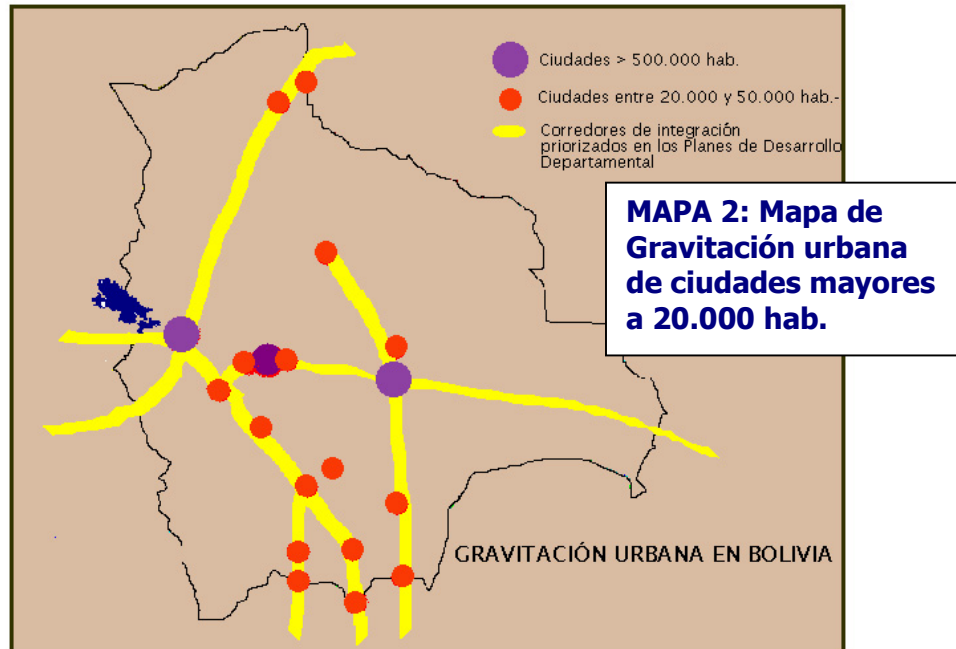 Ciudades > 500.000 hab.
Ciudades entre 20.000 y 50.000 hab.-
Corredores de integración
priorizados en los Planes de Desarrollo
Departamental
MAPA 2: Mapa de
Gravitación urbana
de ciudades mayores
a 20.000 hab.
GRAVITACIÓN URBANA EN BOLIVIA